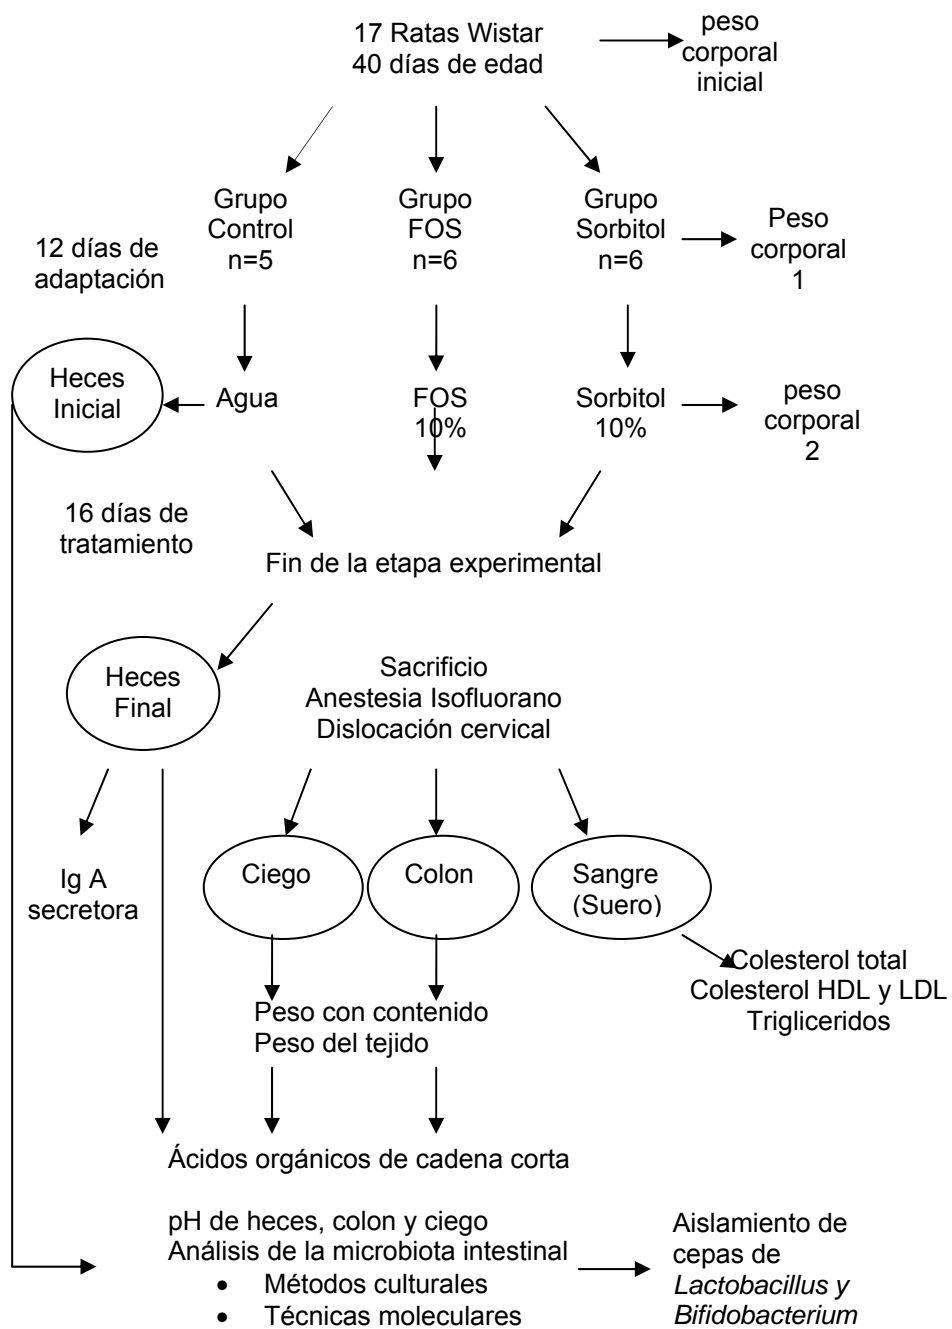 17 Ratas Wistar
40 días de edad
peso
corporal
inicial
Grupo
Control
n=5
Grupo
FOS
n=6
Grupo
Sorbitol
n=6
Peso
corporal
1
12 días de
adaptación
Heces
Inicial
Agua
FOS
10%
Sorbitol
10%
peso
corporal
2
16 días de
tratamiento
Fin de la etapa experimental
Heces
Final
Sacrificio
Anestesia Isofluorano
Dislocación cervical
Ig A
secretora
Ciego
Colon
Sangre
(Suero)
Colesterol total
Colesterol HDL y LDL
Trigliceridos
Peso con contenido
Peso del tejido
Ácidos orgánicos de cadena corta
pH de heces, colon y ciego
Análisis de la microbiota intestinal
• Métodos culturales
• Técnicas moleculares
Aislamiento de
cepas de
Lactobacillus y
Bifidobacterium